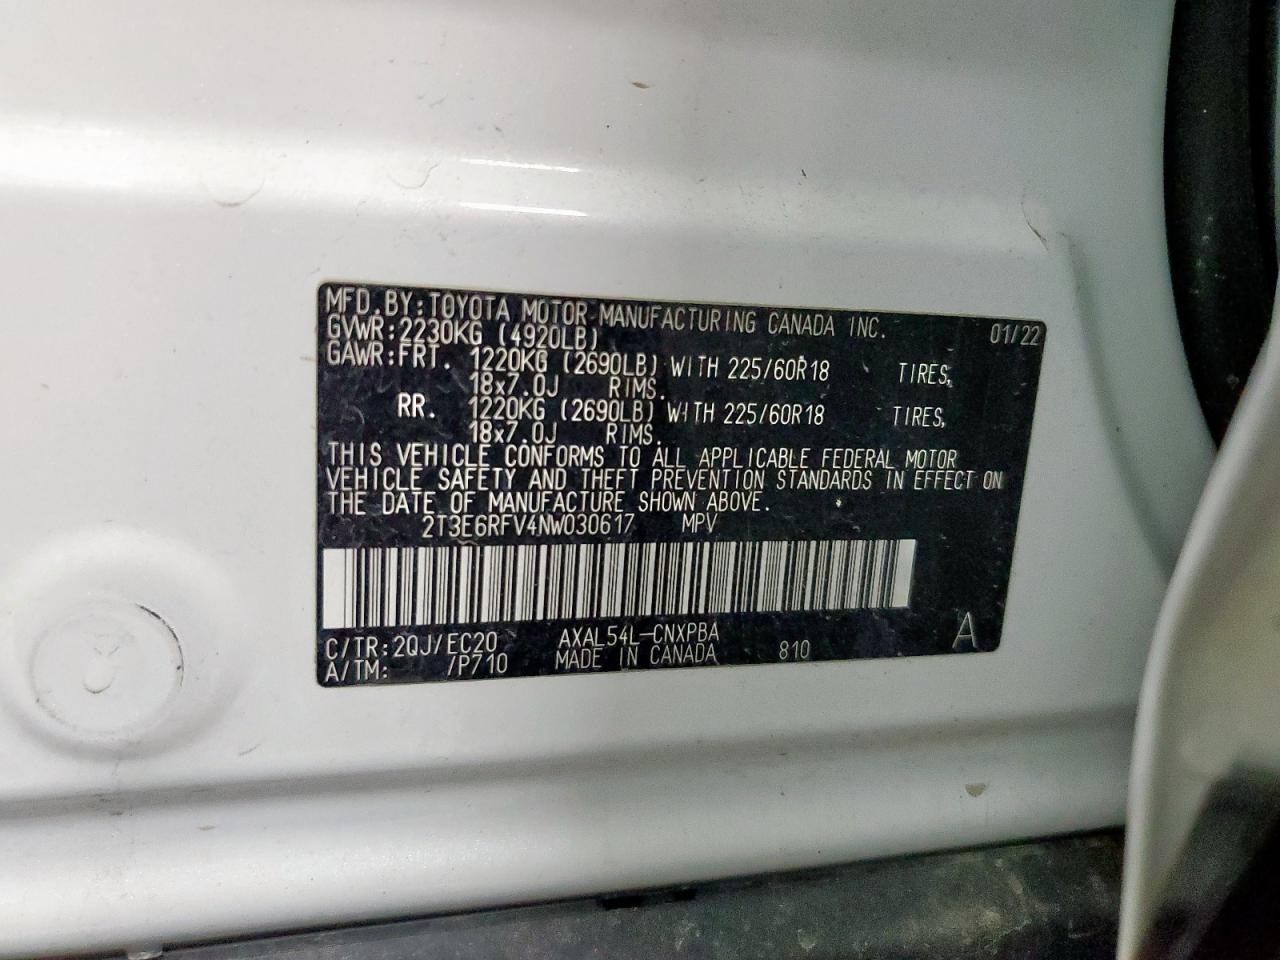 MFD. BY: TOYOTA MOTOR MANUFACTURING CANADA INC. 01/22
GVWR: 2230KG (4920LB)
GAWR: FRT. 1220KG (2690LB) WITH 225/60R18 TIRES,
18x7.0J RIMS.
RR. 1220KG (2690LB) WITH 225/60R18 TIRES,
18x7.0J RIMS.
THIS VEHICLE CONFORMS TO ALL APPLICABLE FEDERAL MOTOR
VEHICLE SAFETY AND THEFT PREVENTION STANDARDS IN EFFECT ON
THE DATE OF MANUFACTURE SHOWN ABOVE.
2T3E6RFV4NW030617 MPV
C/TR: 2QJ/EC20 AXAL54L-CNXPBA A
A/TM: /P710 MADE IN CANADA 810